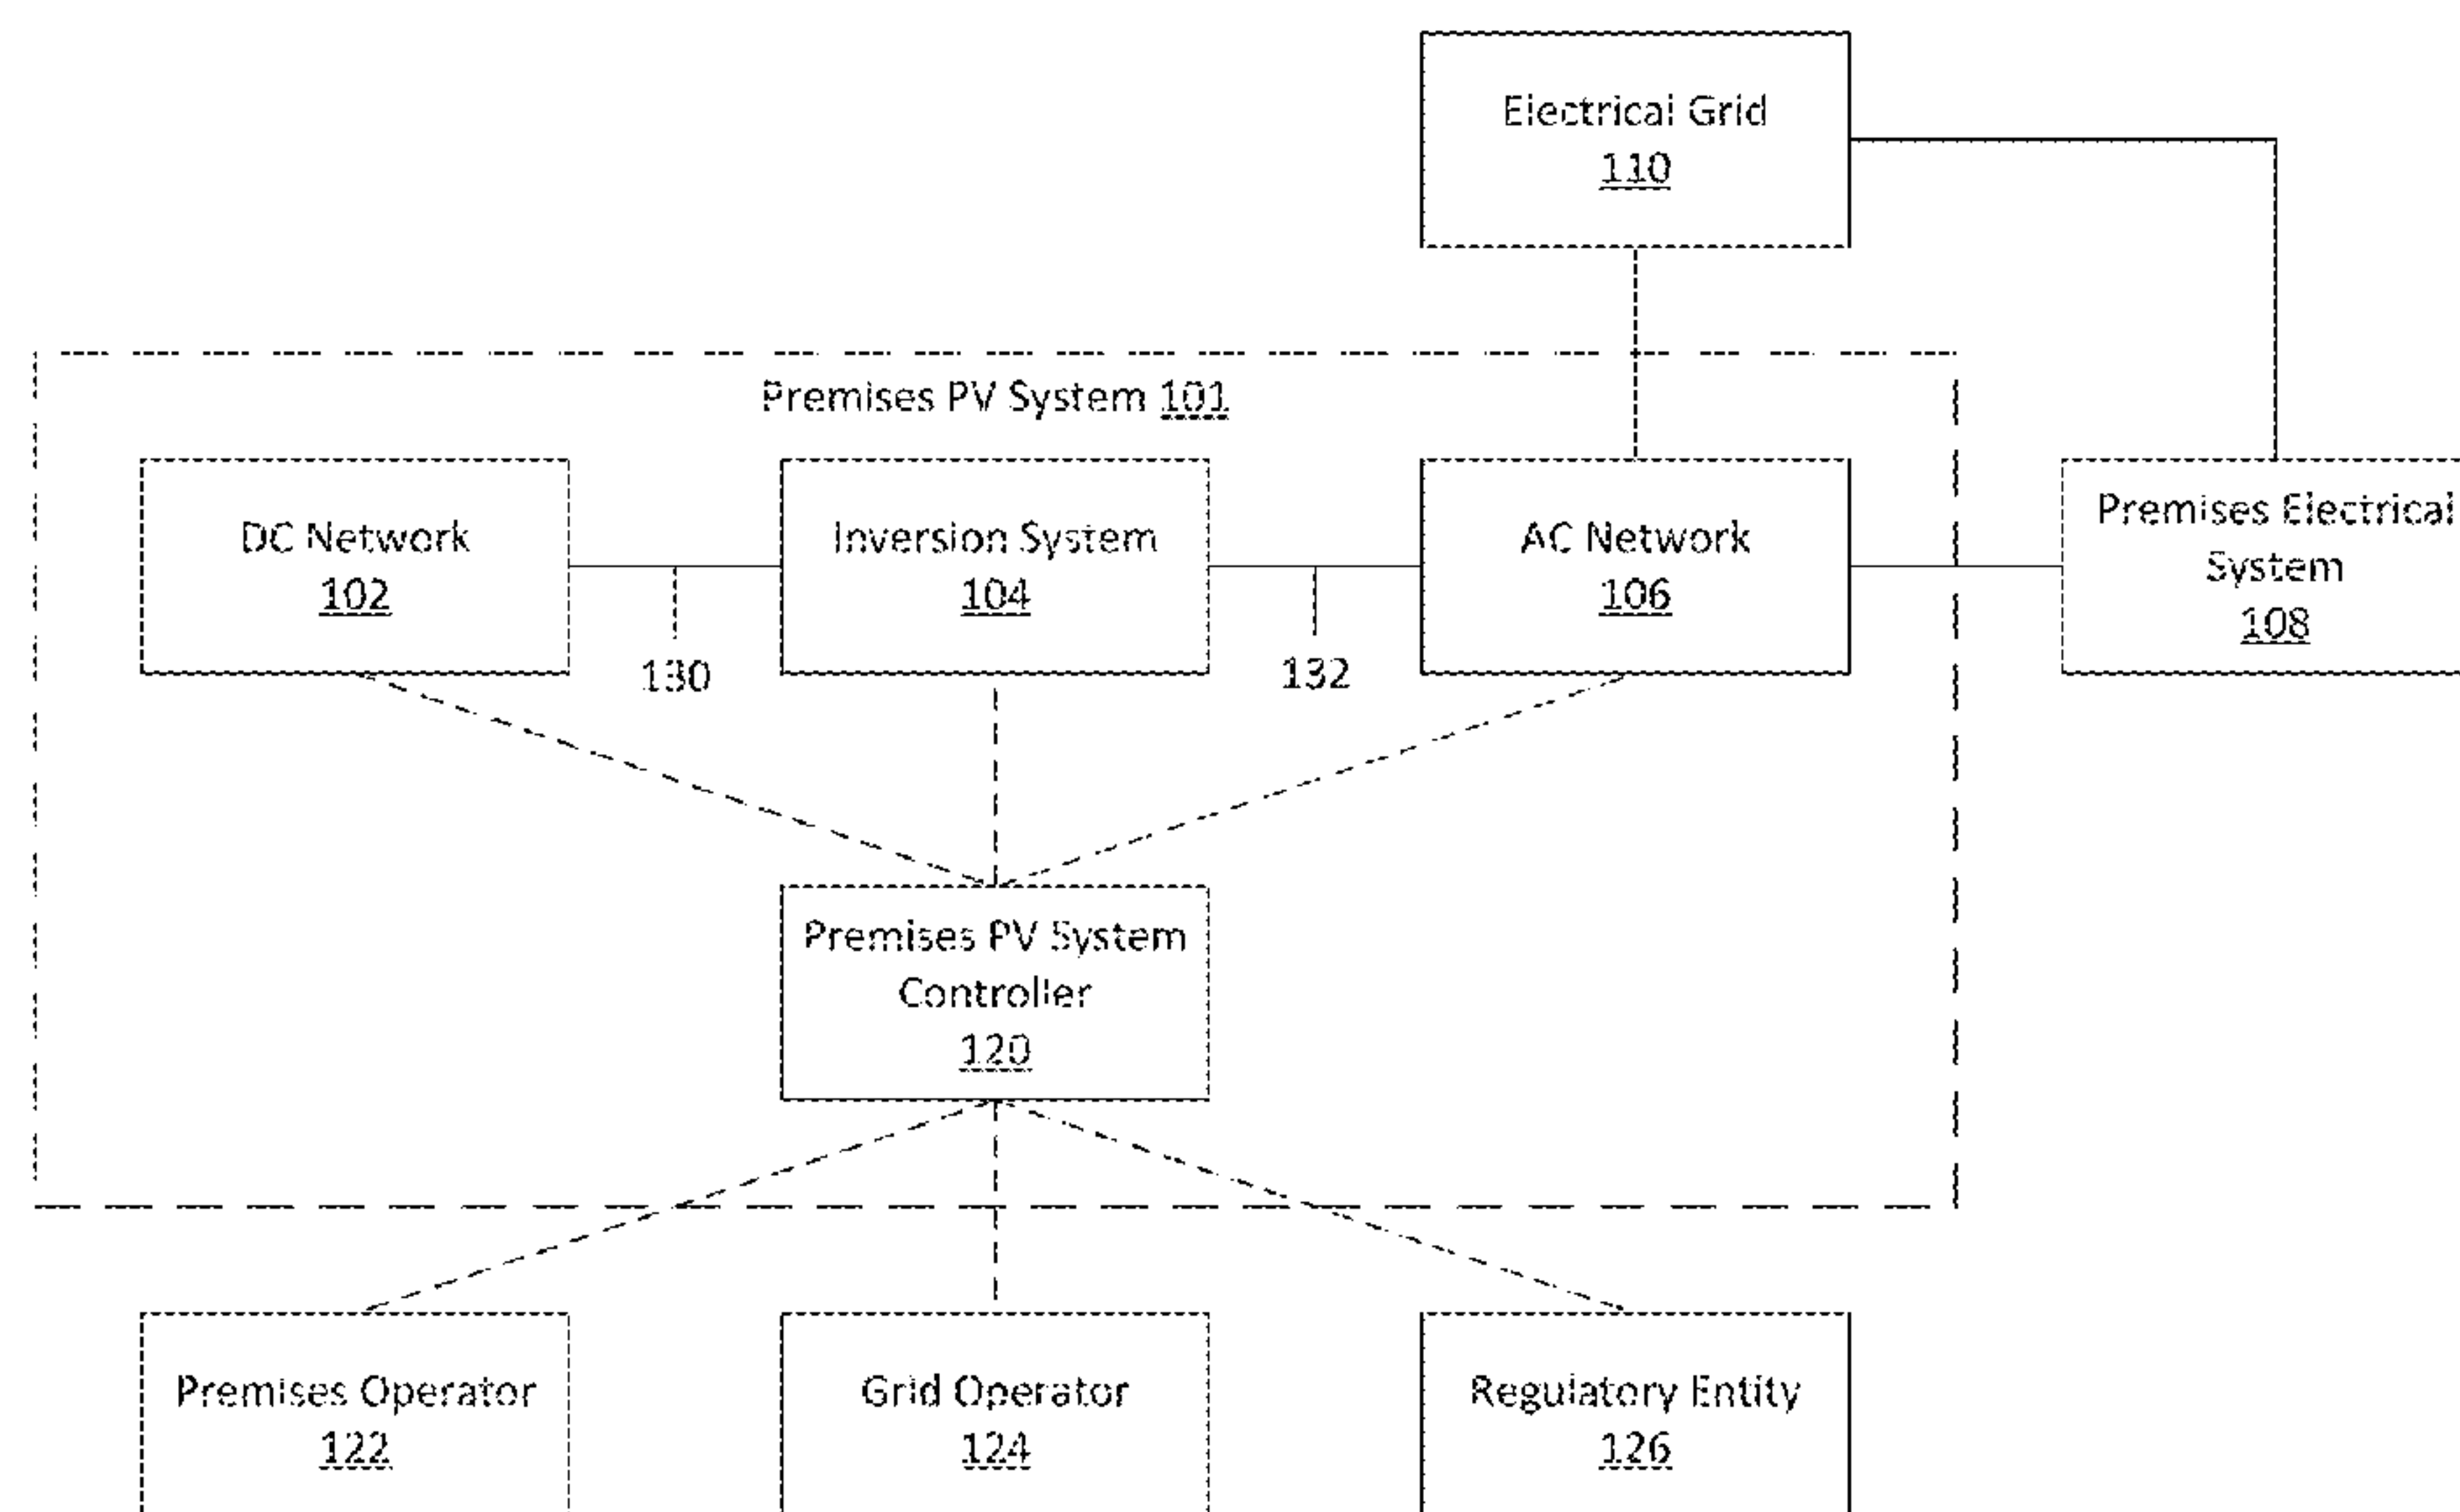 Electrical Grid
110
Premises PV System 101
DC Network
102
Inversion System
104
AC Network
106
Premises Electrical
System
108
130
132
Premises PV System
Controller
120
Premises Operator
122
Grid Operator
124
Regulatory Entity
126